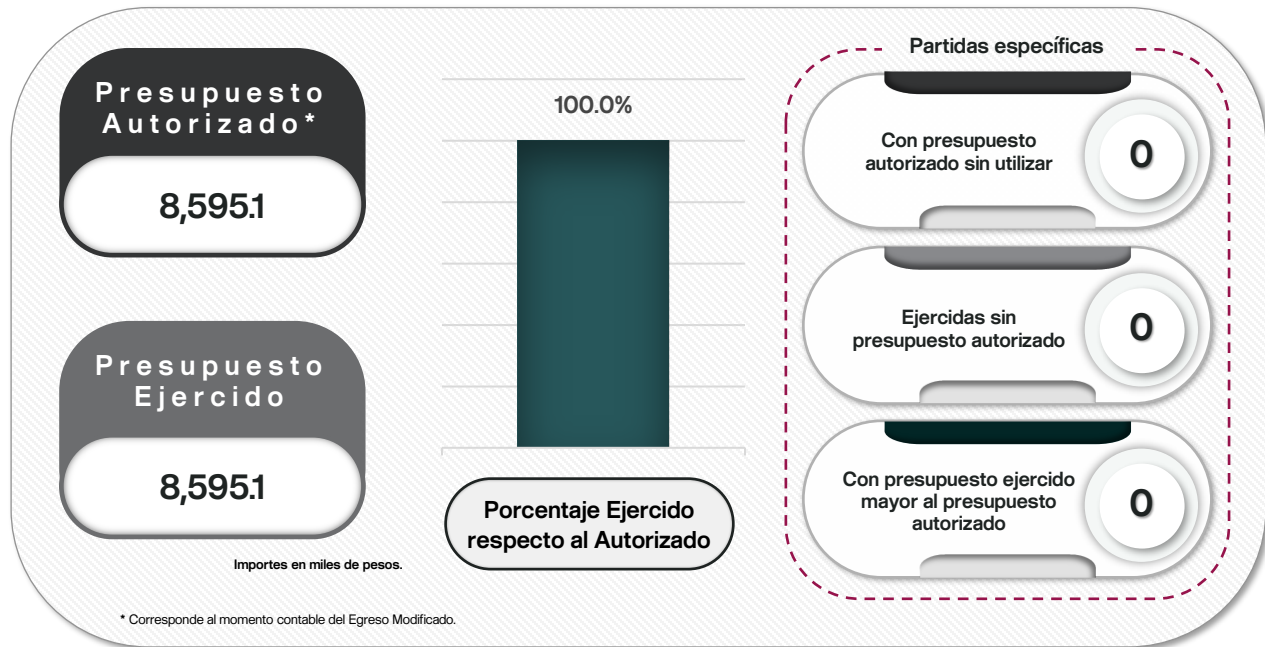 Presupuesto
Autorizado*
8,595.1
Presupuesto
Ejercido
8,595.1
Importes en miles de pesos.
* Corresponde al momento contable del Egreso Modificado.
100.0%
Porcentaje Ejercido
respecto al Autorizado
Partidas específicas
Con presupuesto
autorizado sin utilizar
0
Ejercidas sin
presupuesto autorizado
0
Con presupuesto ejercido
mayor al presupuesto
autorizado
0